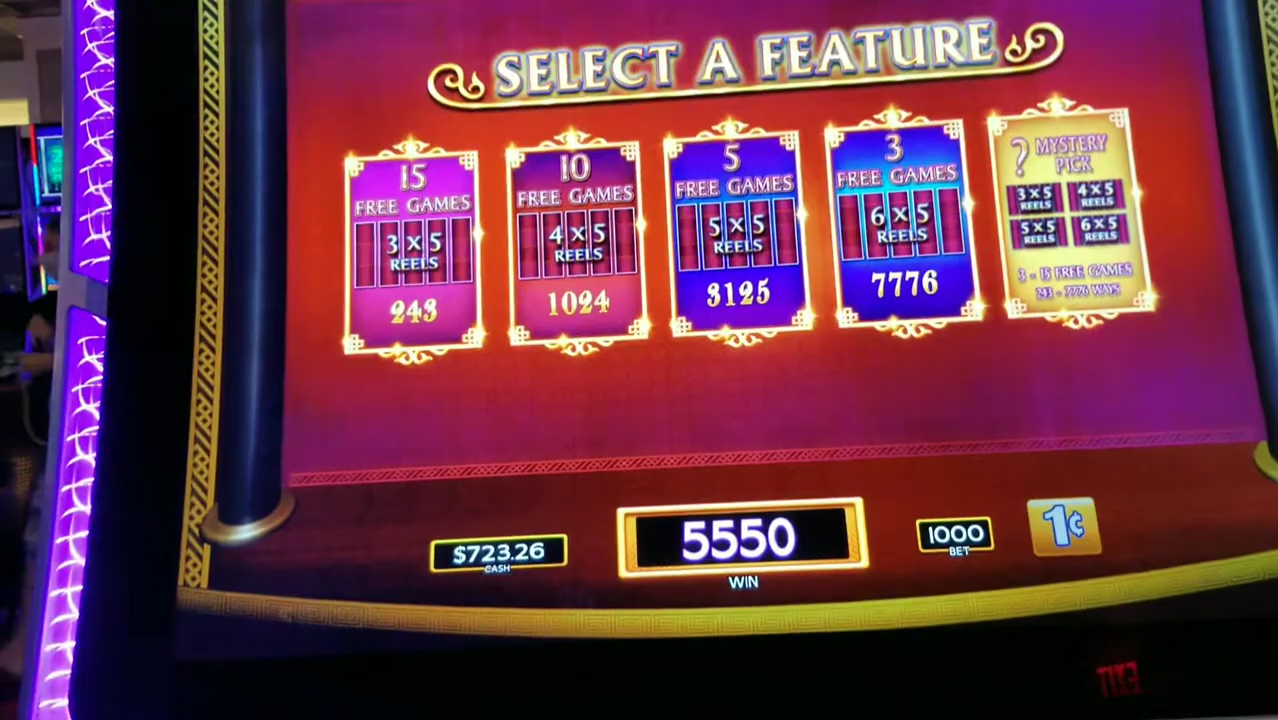 SELECT A FEATURE
15
FREE GAMES
3 x 5
REELS
243
10
FREE GAMES
4 x 5
REELS
1024
5
FREE GAMES
5 x 5
REELS
3125
3
FREE GAMES
6 x 5
REELS
7776
? MYSTERY
PICK
3 x 5
REELS
4 x 5
REELS
5 x 5
REELS
6 x 5
REELS
3 - 15 FREE GAMES
243 - 7776 WAYS
$723.26
CASH
5550
WIN
1000
BET
1¢